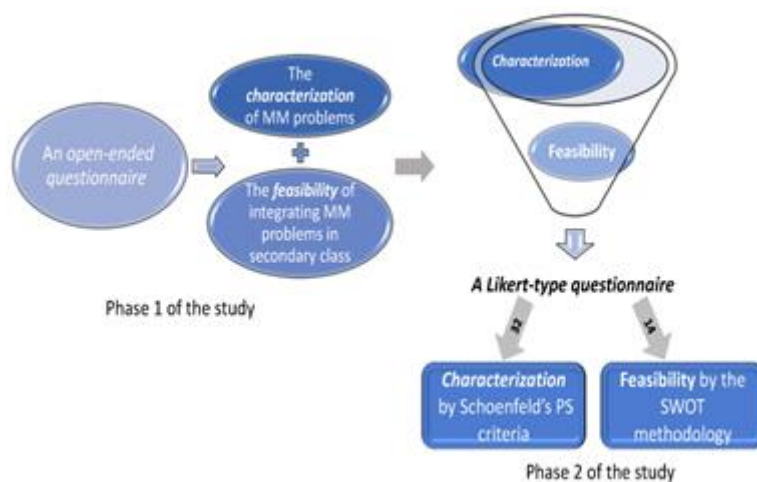 An open-ended
questionnaire
The
characterization
of MM problems
The feasibility of
integrating MM
problems in
secondary class
Phase 1 of the study
Characterization
Feasibility
A Likert-type questionnaire
32
14
Characterization
by Schoenfeld's PS
criteria
Feasibility by the
SWOT
methodology
Phase 2 of the study